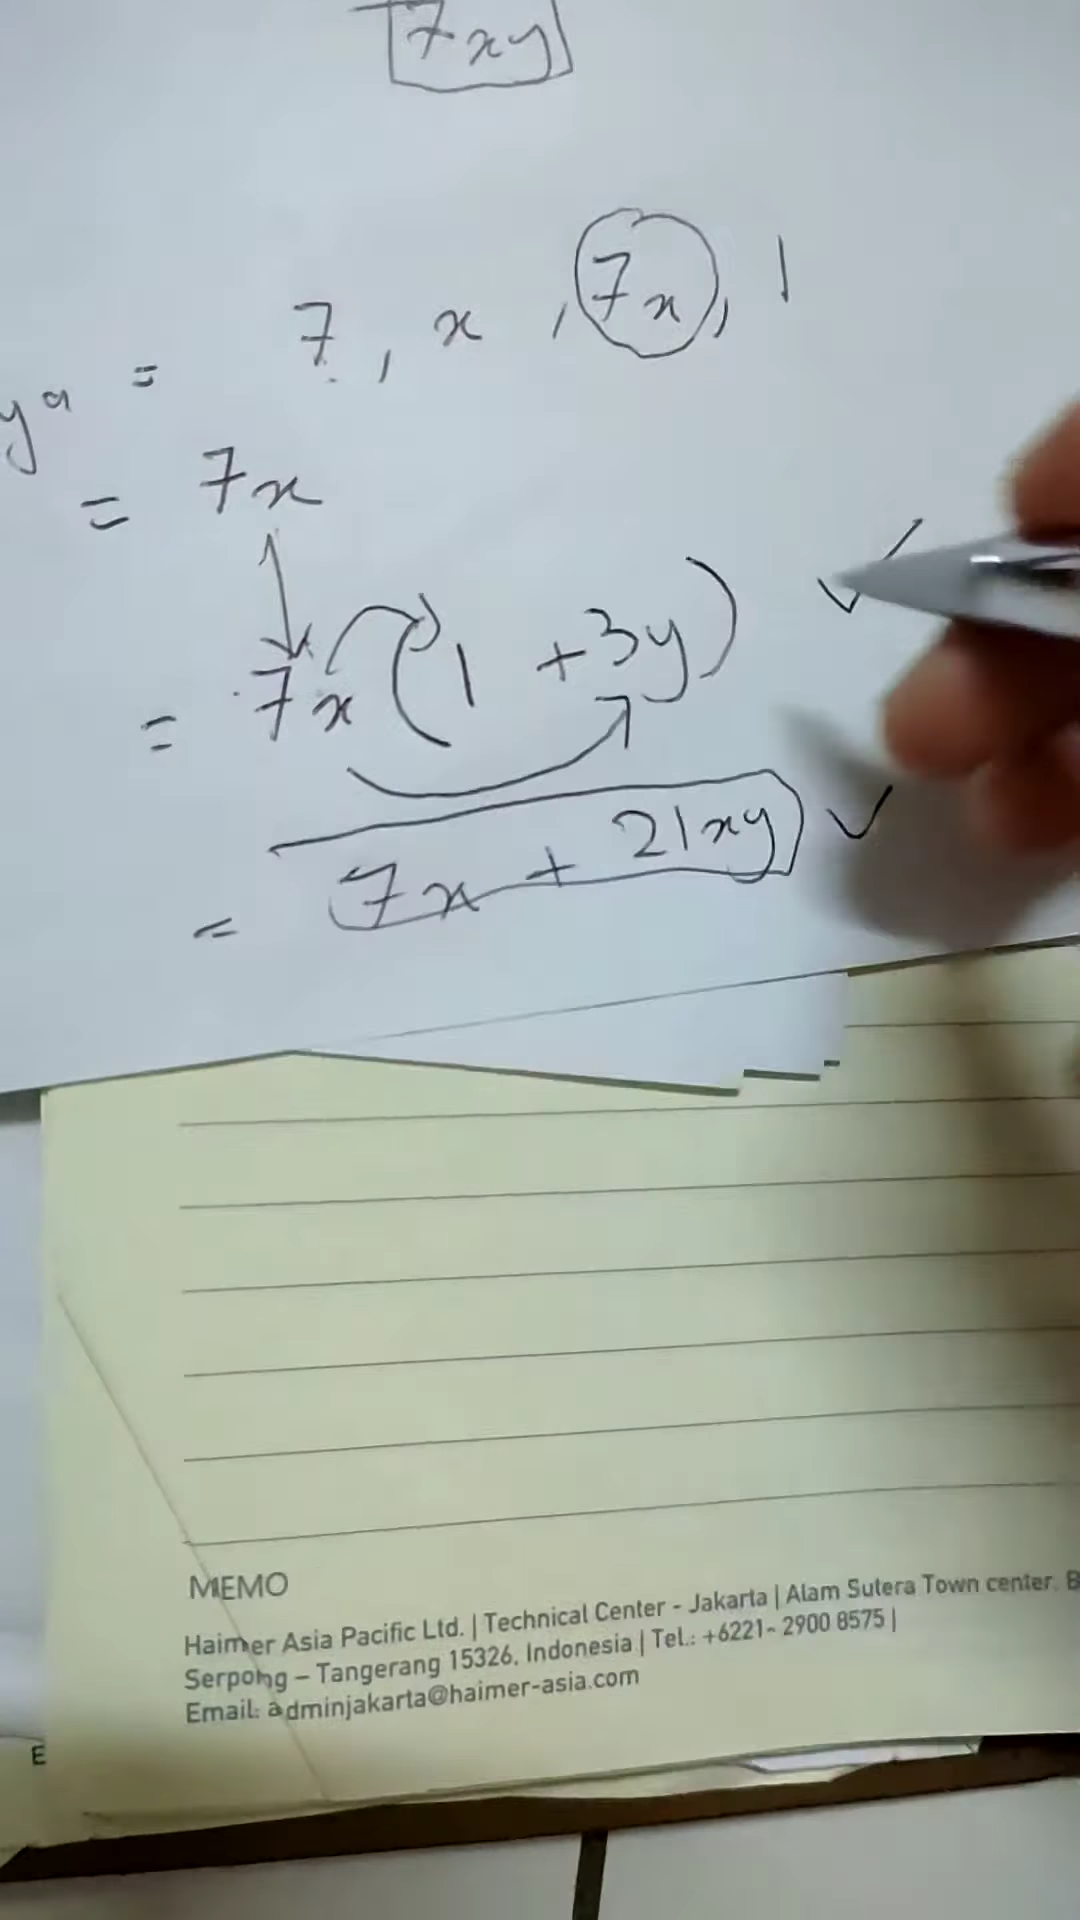 7xy
ya = 7, x, 7x, 1
= 7x
= 7x (1 + 3y)
= 7x + 21xy
MEMO
Haimer Asia Pacific Ltd. | Technical Center - Jakarta | Alam Sutera Town center. B
Serpong – Tangerang 15326, Indonesia | Tel.: +6221- 2900 8575 |
Email: adminjakarta@haimer-asia.com
E